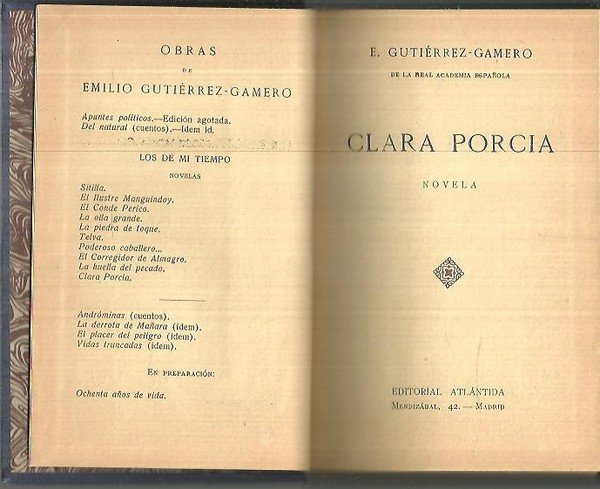 OBRAS
DE
EMILIO GUTIÉRREZ-GAMERO
Apuntes políticos.—Edición agotada.
Del natural (cuentos).—Idem id.
LOS DE MI TIEMPO
NOVELAS
Sitilla.
El Ilustre Manguindoy.
El Conde Perico.
La olla grande.
La piedra de toque.
Telva.
Poderoso caballero...
El Corregidor de Almagro.
La huella del pecado.
Clara Porcia.
Andróminas (cuentos).
La derrota de Mañara (ídem).
El placer del peligro (ídem).
Vidas truncadas (ídem).
EN PREPARACIÓN:
Ochenta años de vida.
E. GUTIÉRREZ-GAMERO
DE LA REAL ACADEMIA ESPAÑOLA
CLARA PORCIA
NOVELA
EDITORIAL ATLÁNTIDA
MENDIZÁBAL, 42. — MADRID